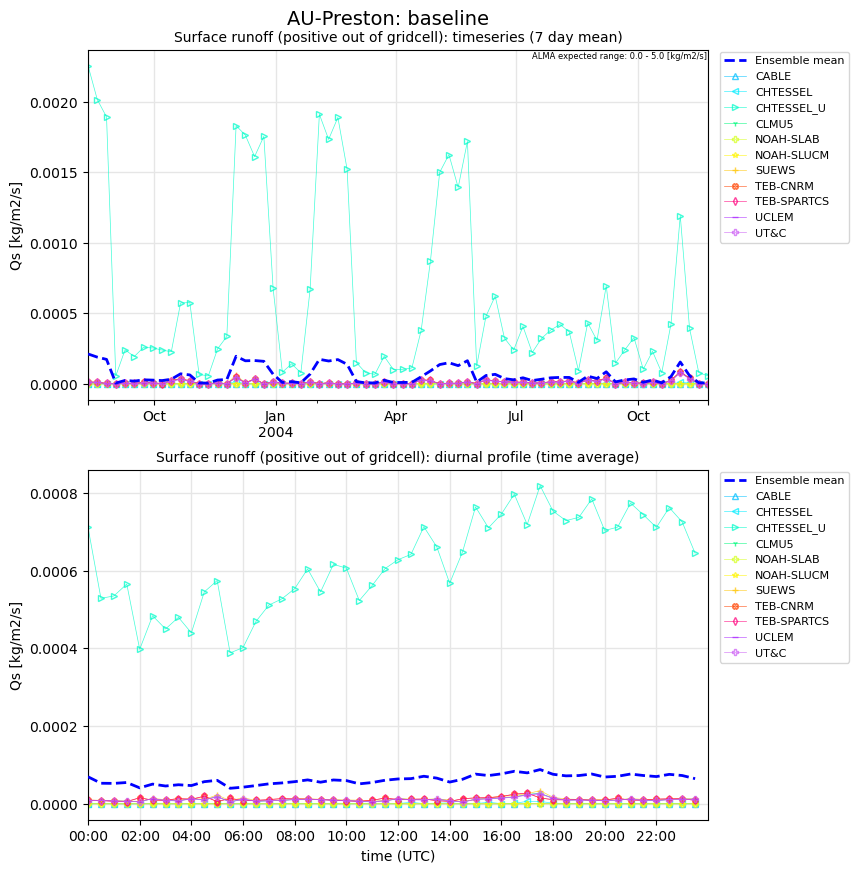 AU-Preston: baseline
Surface runoff (positive out of gridcell): timeseries (7 day mean)
ALMA expected range: 0.0 - 5.0 [kg/m2/s]
Qs [kg/m2/s]
0.0020
0.0015
0.0010
0.0005
0.0000
Oct
Jan
2004
Apr
Jul
Oct
Ensemble mean
CABLE
CHTESSEL
CHTESSEL_U
CLMU5
NOAH-SLAB
NOAH-SLUCM
SUEWS
TEB-CNRM
TEB-SPARTCS
UCLEM
UT&C
Surface runoff (positive out of gridcell): diurnal profile (time average)
Qs [kg/m2/s]
0.0008
0.0006
0.0004
0.0002
0.0000
00:00
02:00
04:00
06:00
08:00
10:00
12:00
14:00
16:00
18:00
20:00
22:00
time (UTC)
Ensemble mean
CABLE
CHTESSEL
CHTESSEL_U
CLMU5
NOAH-SLAB
NOAH-SLUCM
SUEWS
TEB-CNRM
TEB-SPARTCS
UCLEM
UT&C